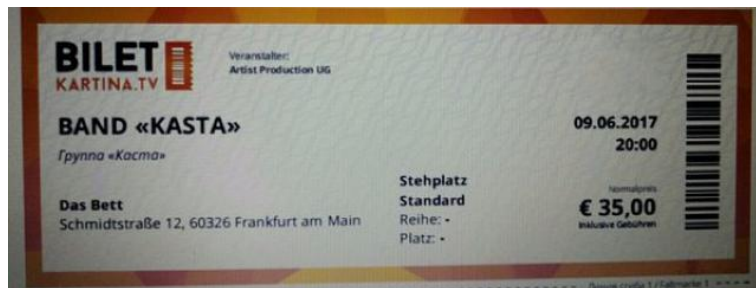 BILET
KARTINA.TV
Veranstalter:
Artist Production UG
BAND «KASTA»
Группа «Каста»
09.06.2017
20:00
Das Bett
Schmidtstraße 12, 60326 Frankfurt am Main
Stehplatz
Standard
Reihe: -
Platz: -
Normalpreis
€ 35,00
Inklusive Gebühren